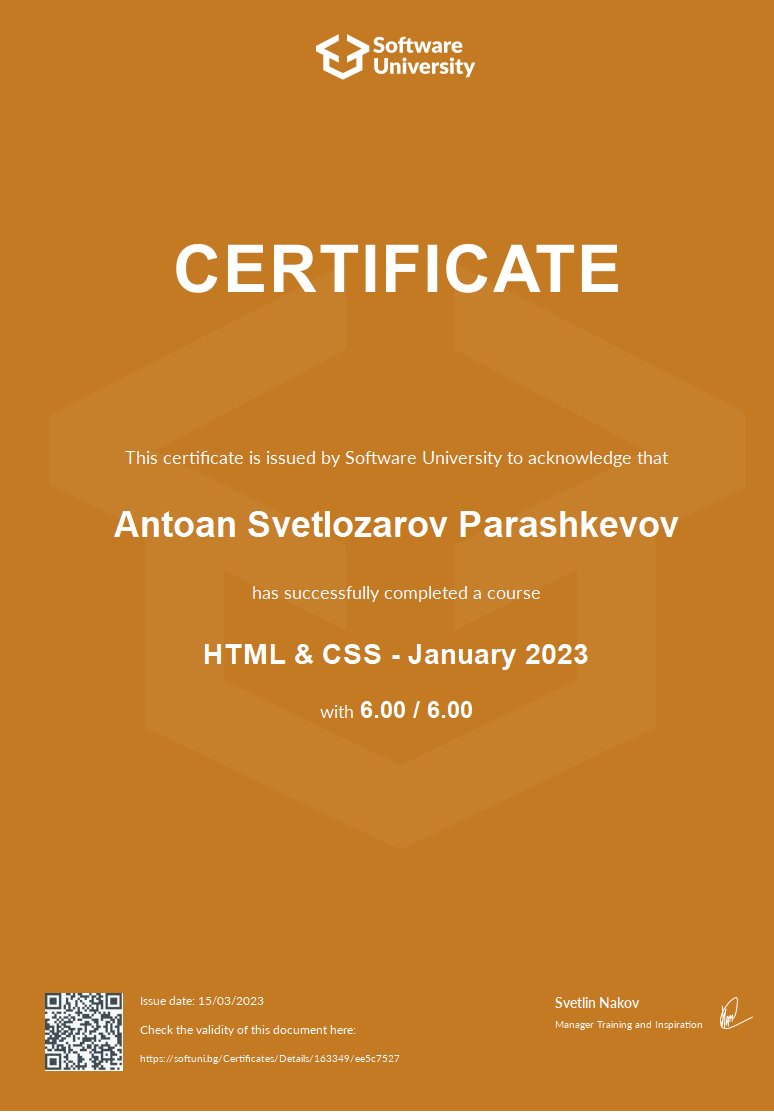 Software
University
CERTIFICATE
This certificate is issued by Software University to acknowledge that
Antoan Svetlozarov Parashkevov
has successfully completed a course
HTML & CSS - January 2023
with 6.00 / 6.00
Issue date: 15/03/2023
Check the validity of this document here:
https://softuni.bg/Certificates/Details/163349/ee5c7527
Svetlin Nakov
Manager Training and Inspiration